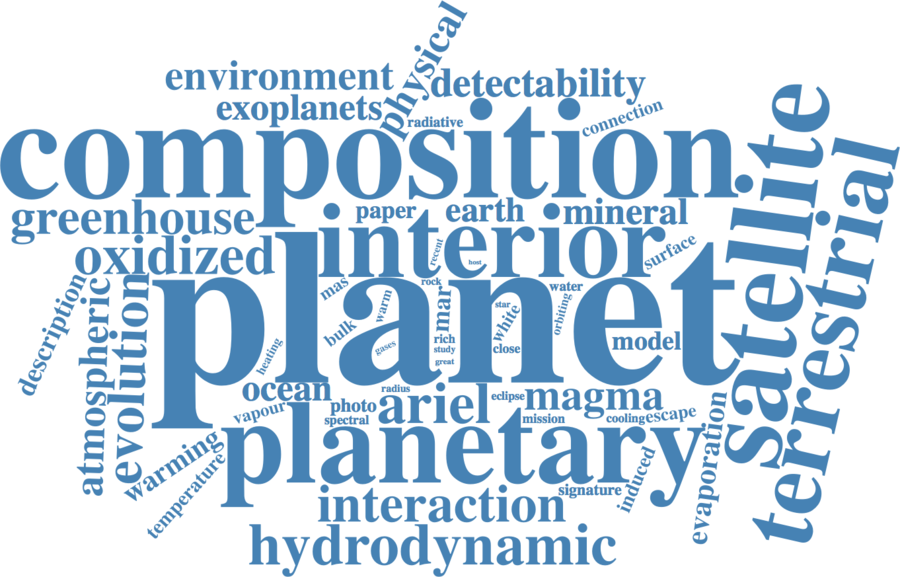 physical
environment
detectability
exoplanets
radiative
connection
composition
satellite
terrestrial
greenhouse
paper
earth
mineral
oxidized
interior
recent
host
surface
planet
description
atmospheric
evolution
mas
warm
rock
mar
water
star
white
orbiting
bulk
rich
study
great
gases
close
model
heating
ocean
radius
vapour
photo
spectral
ariel
eclipse
magma
mission
cooling
escape
planetary
warming
temperature
evaporation
induced
signature
interaction
hydrodynamic